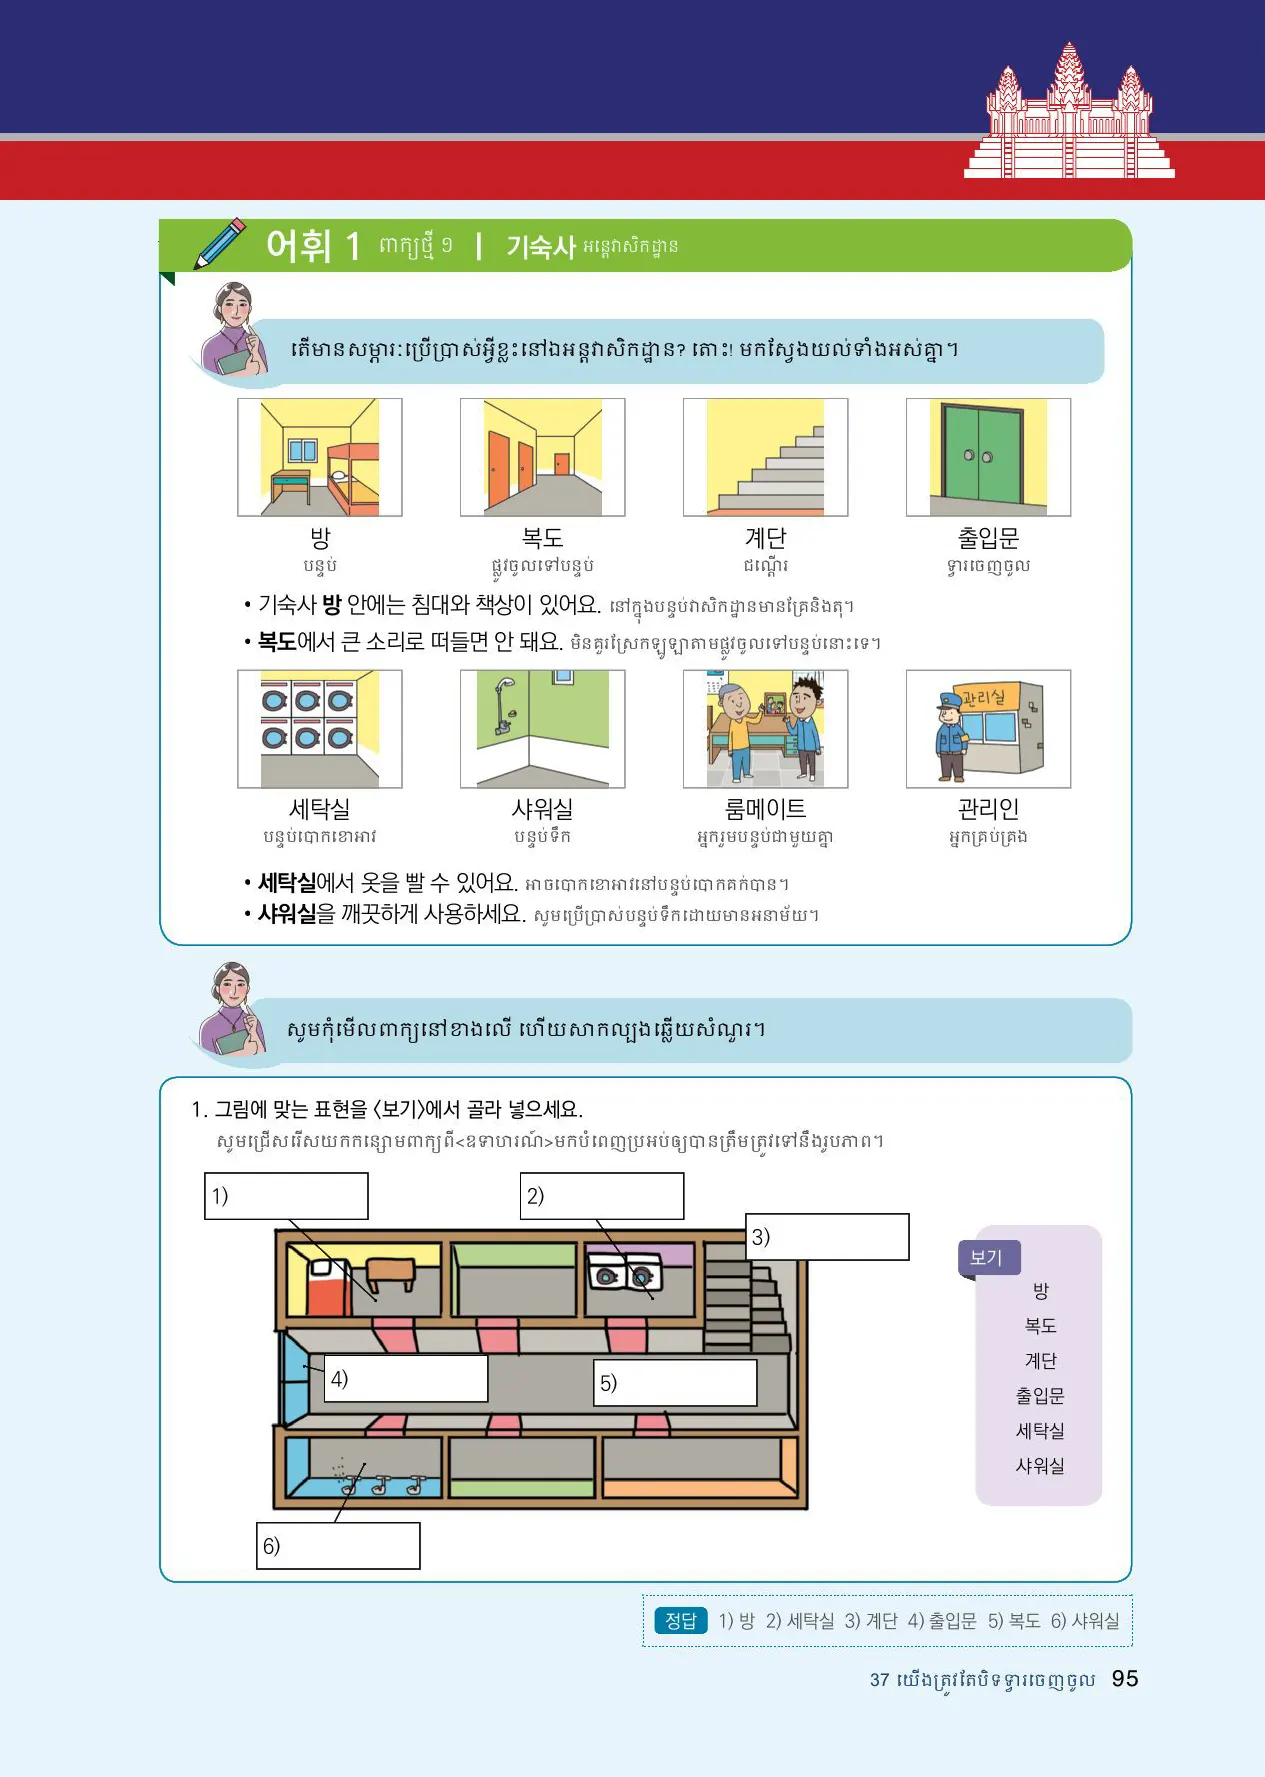 어휘 1 ពាក្យថ្មី ១ | 기숙사 អន្តេវាសិកដ្ឋាន
តើមានសម្ភារៈប្រើប្រាស់អ្វីខ្លះនៅឯអន្តវាសិកដ្ឋាន? តោះ! មកស្វែងយល់ទាំងអស់គ្នា។
방 복도 계단 출입문
បន្ទប់ ផ្លូវចូលទៅបន្ទប់ ជណ្តើរ ទ្វារចេញចូល
• 기숙사 방 안에는 침대와 책상이 있어요. នៅក្នុងបន្ទប់វាសិកដ្ឋានមានគ្រែនិងតុ។
• 복도에서 큰 소리로 떠들면 안 돼요. មិនគួរស្រែកឡូឡាតាមផ្លូវចូលទៅបន្ទប់នោះទេ។
관리실
세탁실 샤워실 룸메이트 관리인
បន្ទប់បោកខោអាវ បន្ទប់ទឹក អ្នករួមបន្ទប់ជាមួយគ្នា អ្នកគ្រប់គ្រង
• 세탁실에서 옷을 빨 수 있어요. អាចបោកខោអាវនៅបន្ទប់បោកគក់បាន។
• 샤워실을 깨끗하게 사용하세요. សូមប្រើប្រាស់បន្ទប់ទឹកដោយមានអនាម័យ។
សូមកុំមើលពាក្យនៅខាងលើ ហើយសាកល្បងឆ្លើយសំណួរ។
1. 그림에 맞는 표현을 〈보기〉에서 골라 넣으세요.
សូមជ្រើសរើសយកកន្សោមពាក្យពី<ឧទាហរណ៍>មកបំពេញប្រអប់ឲ្យបានត្រឹមត្រូវទៅនឹងរូបភាព។
1)
2)
3)
4)
5)
6)
보기
방
복도
계단
출입문
세탁실
샤워실
정답 1) 방 2) 세탁실 3) 계단 4) 출입문 5) 복도 6) 샤워실
37 យើងត្រូវតែបិទទ្វារចេញចូល 95